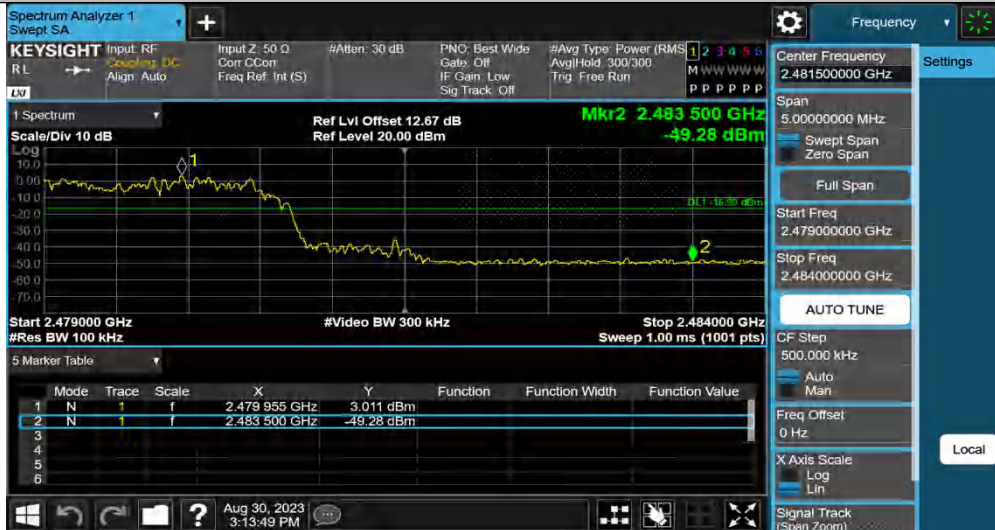 Spectrum Analyzer 1
Swept SA
Frequency
KEYSIGHT
RL
LXI
Input: RF
Coupling: DC
Align: Auto
Input Z: 50 Ω
Corr CCorr
Freq Ref: Int (S)
#Atten: 30 dB
PNO: Best Wide
Gate: Off
IF Gain: Low
Sig Track: Off
#Avg Type: Power (RMS
Avg|Hold: 300/300
Trig: Free Run
1 2 3 4 5 6
M W W W W W
P P P P P P
1 Spectrum
Scale/Div 10 dB
Ref Lvl Offset 12.67 dB
Ref Level 20.00 dBm
Mkr2 2.483 500 GHz
-49.28 dBm
Log
10.0
0.00
-10.0
-20.0
-30.0
-40.0
-50.0
-60.0
-70.0
1
2
DL1 -16.99 dBm
Start 2.479000 GHz
#Res BW 100 kHz
#Video BW 300 kHz
Stop 2.484000 GHz
Sweep 1.00 ms (1001 pts)
5 Marker Table
Mode Trace Scale X Y Function Function Width Function Value
1 N 1 f 2.479 955 GHz 3.011 dBm
2 N 1 f 2.483 500 GHz -49.28 dBm
3
4
5
6
Aug 30, 2023
3:13:49 PM
Center Frequency
2.481500000 GHz
Span
5.00000000 MHz
Swept Span
Zero Span
Full Span
Start Freq
2.479000000 GHz
Stop Freq
2.484000000 GHz
AUTO TUNE
CF Step
500.000 kHz
Auto
Man
Freq Offset
0 Hz
X Axis Scale
Log
Lin
Signal Track
(Span Zoom)
Settings
Local